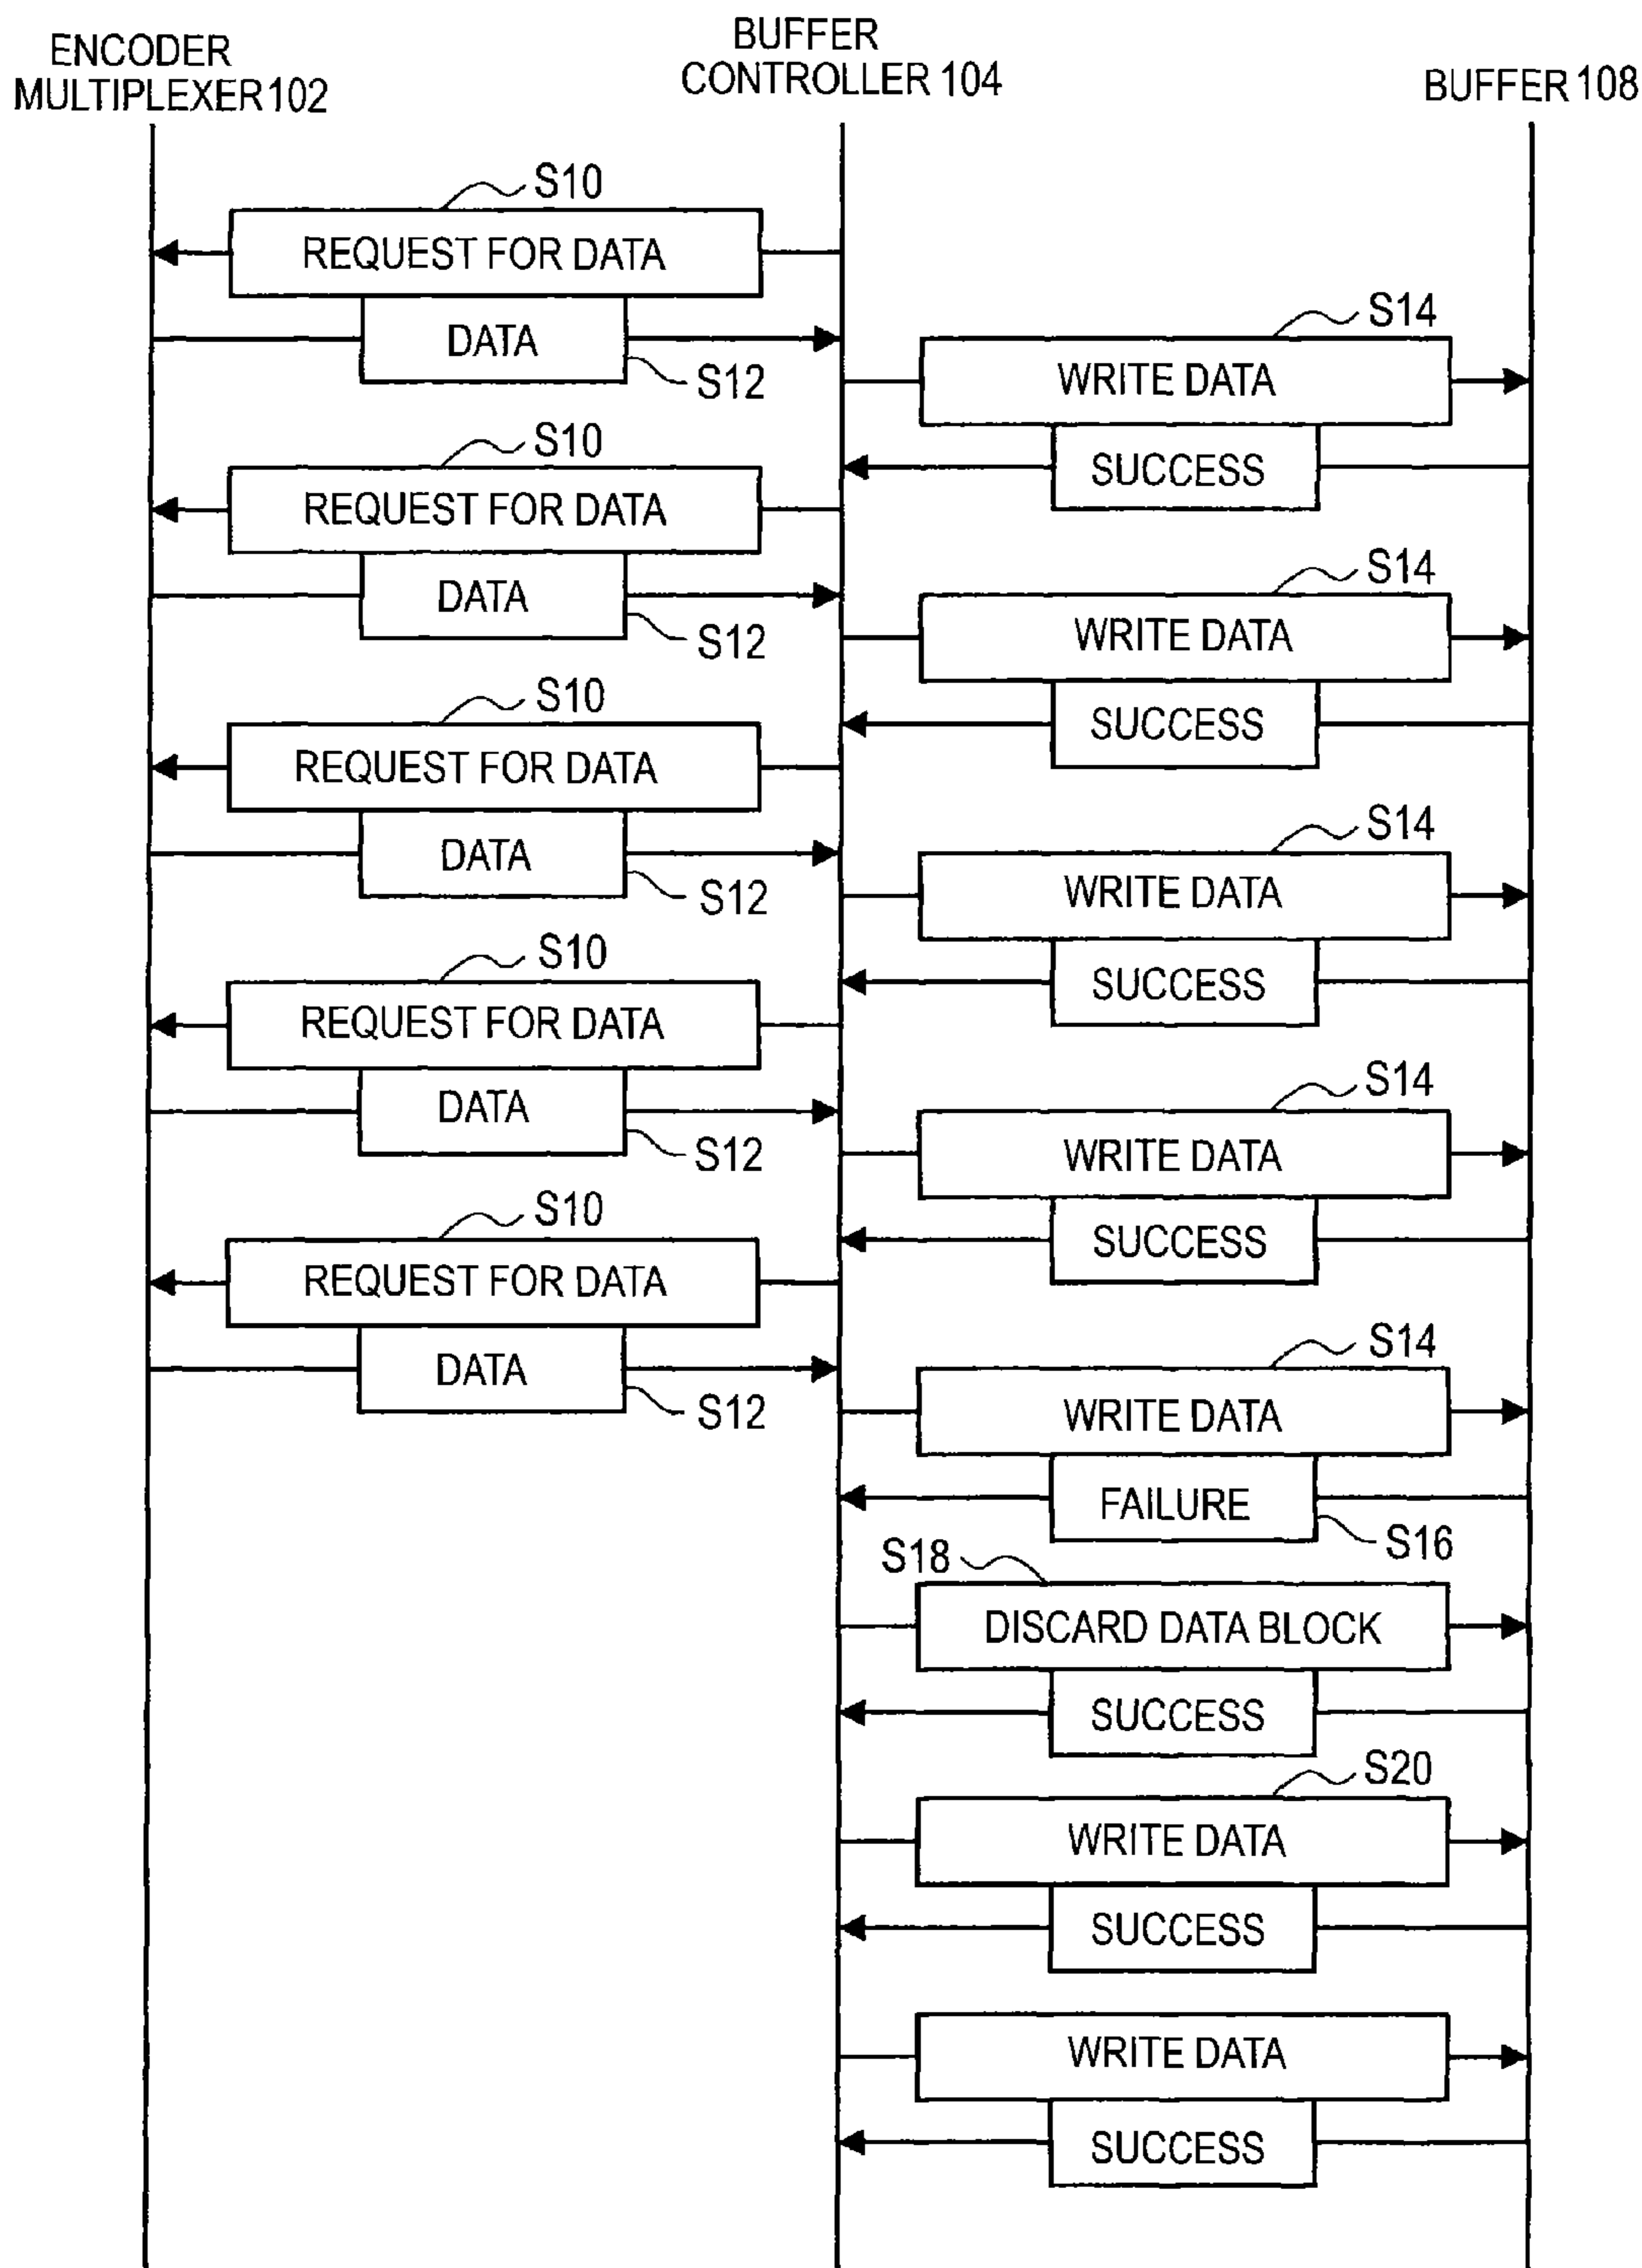 ENCODER
MULTIPLEXER 102
BUFFER
CONTROLLER 104
BUFFER 108
S10
REQUEST FOR DATA
DATA
S12
S14
WRITE DATA
SUCCESS
S10
REQUEST FOR DATA
DATA
S12
S14
WRITE DATA
SUCCESS
S10
REQUEST FOR DATA
DATA
S12
S14
WRITE DATA
SUCCESS
S10
REQUEST FOR DATA
DATA
S12
S14
WRITE DATA
SUCCESS
S10
REQUEST FOR DATA
DATA
S12
S14
WRITE DATA
FAILURE
S16
S18
DISCARD DATA BLOCK
SUCCESS
S20
WRITE DATA
SUCCESS
WRITE DATA
SUCCESS